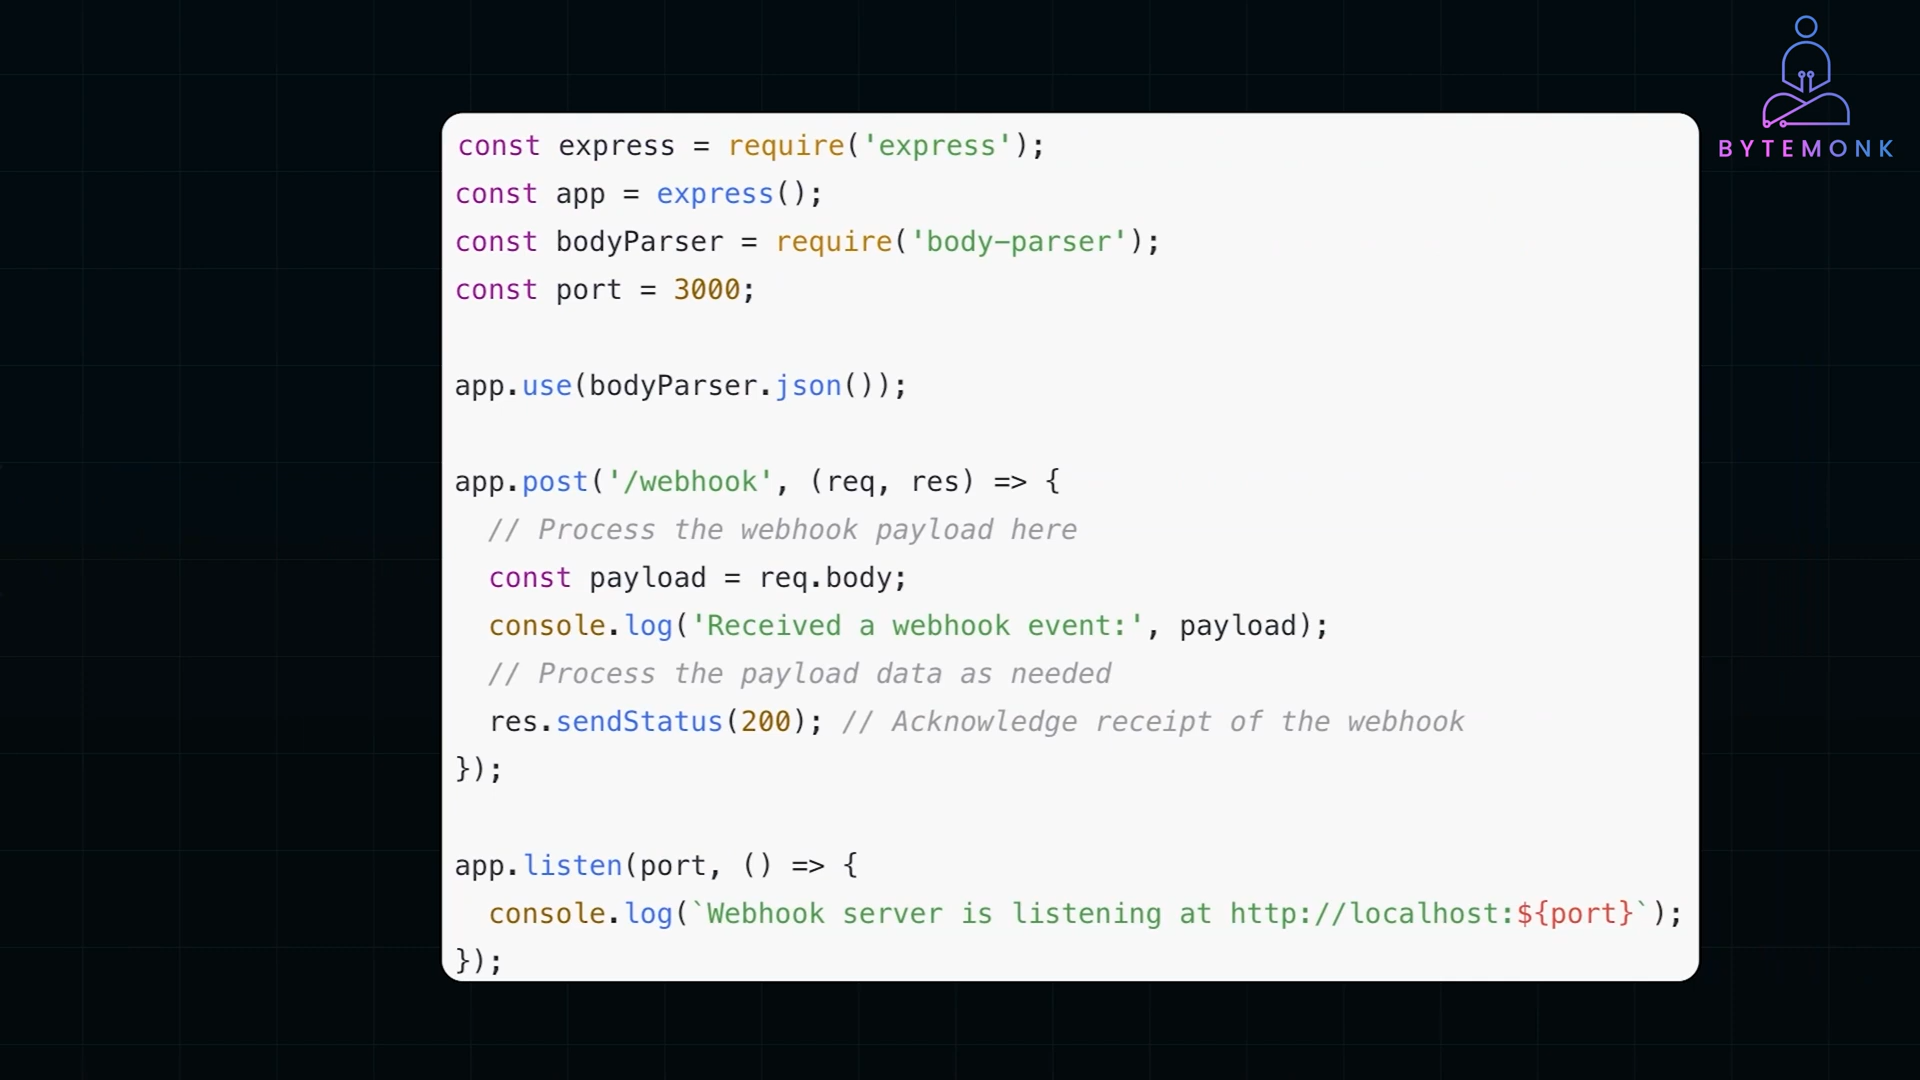 BYTEMONK
const express = require('express');
const app = express();
const bodyParser = require('body-parser');
const port = 3000;
app.use(bodyParser.json());
app.post('/webhook', (req, res) => {
  // Process the webhook payload here
  const payload = req.body;
  console.log('Received a webhook event:', payload);
  // Process the payload data as needed
  res.sendStatus(200); // Acknowledge receipt of the webhook
});
app.listen(port, () => {
  console.log(`Webhook server is listening at http://localhost:${port}`);
});